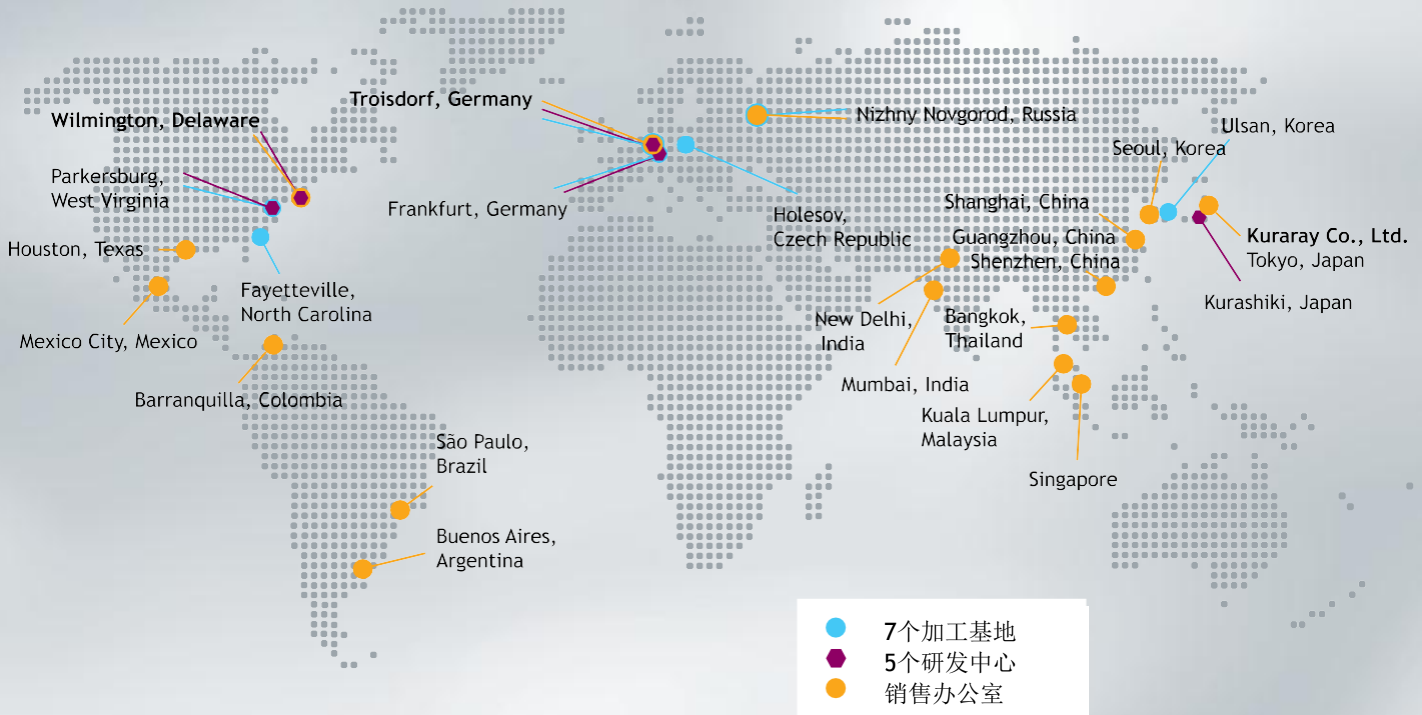 Troisdorf, Germany
Wilmington, Delaware
Parkersburg,
West Virginia
Houston, Texas
Mexico City, Mexico
Fayetteville,
North Carolina
Barranquilla, Colombia
São Paulo,
Brazil
Buenos Aires,
Argentina
Frankfurt, Germany
Nizhny Novgorod, Russia
Holesov,
Czech Republic
Ulsan, Korea
Seoul, Korea
Shanghai, China
Guangzhou, China
Shenzhen, China
Kuraray Co., Ltd.
Tokyo, Japan
Kurashiki, Japan
New Delhi,
India
Bangkok,
Thailand
Mumbai, India
Kuala Lumpur,
Malaysia
Singapore
7个加工基地
5个研发中心
销售办公室